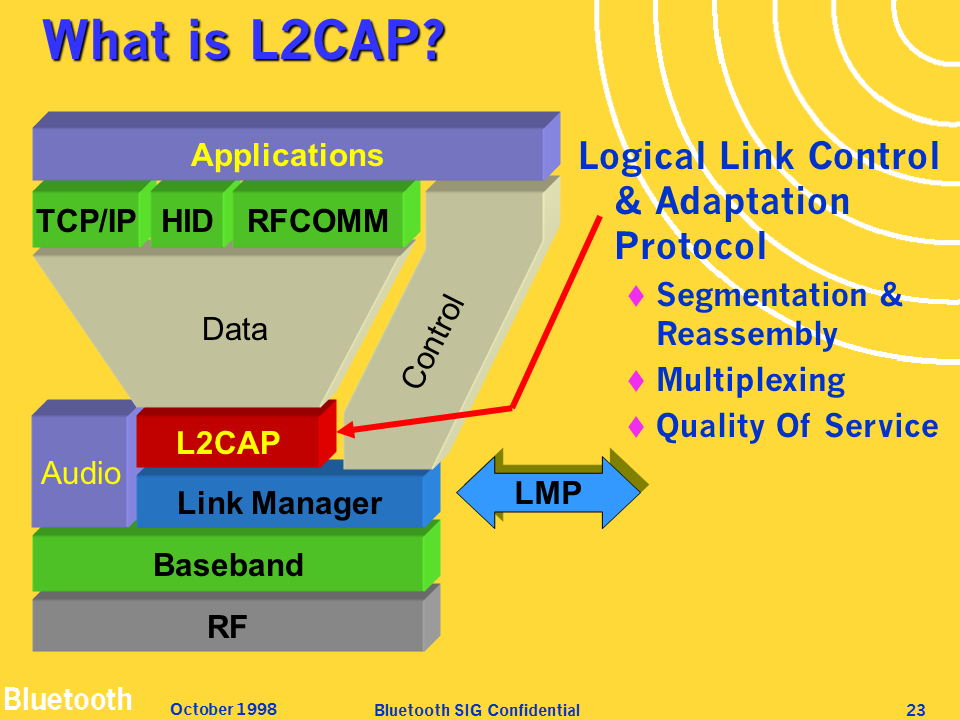 What is L2CAP?
Applications
TCP/IP
HID
RFCOMM
Data
Control
L2CAP
Audio
Link Manager
LMP
Baseband
RF
Logical Link Control
& Adaptation
Protocol
Segmentation &
Reassembly
Multiplexing
Quality Of Service
Bluetooth
October 1998
Bluetooth SIG Confidential
23